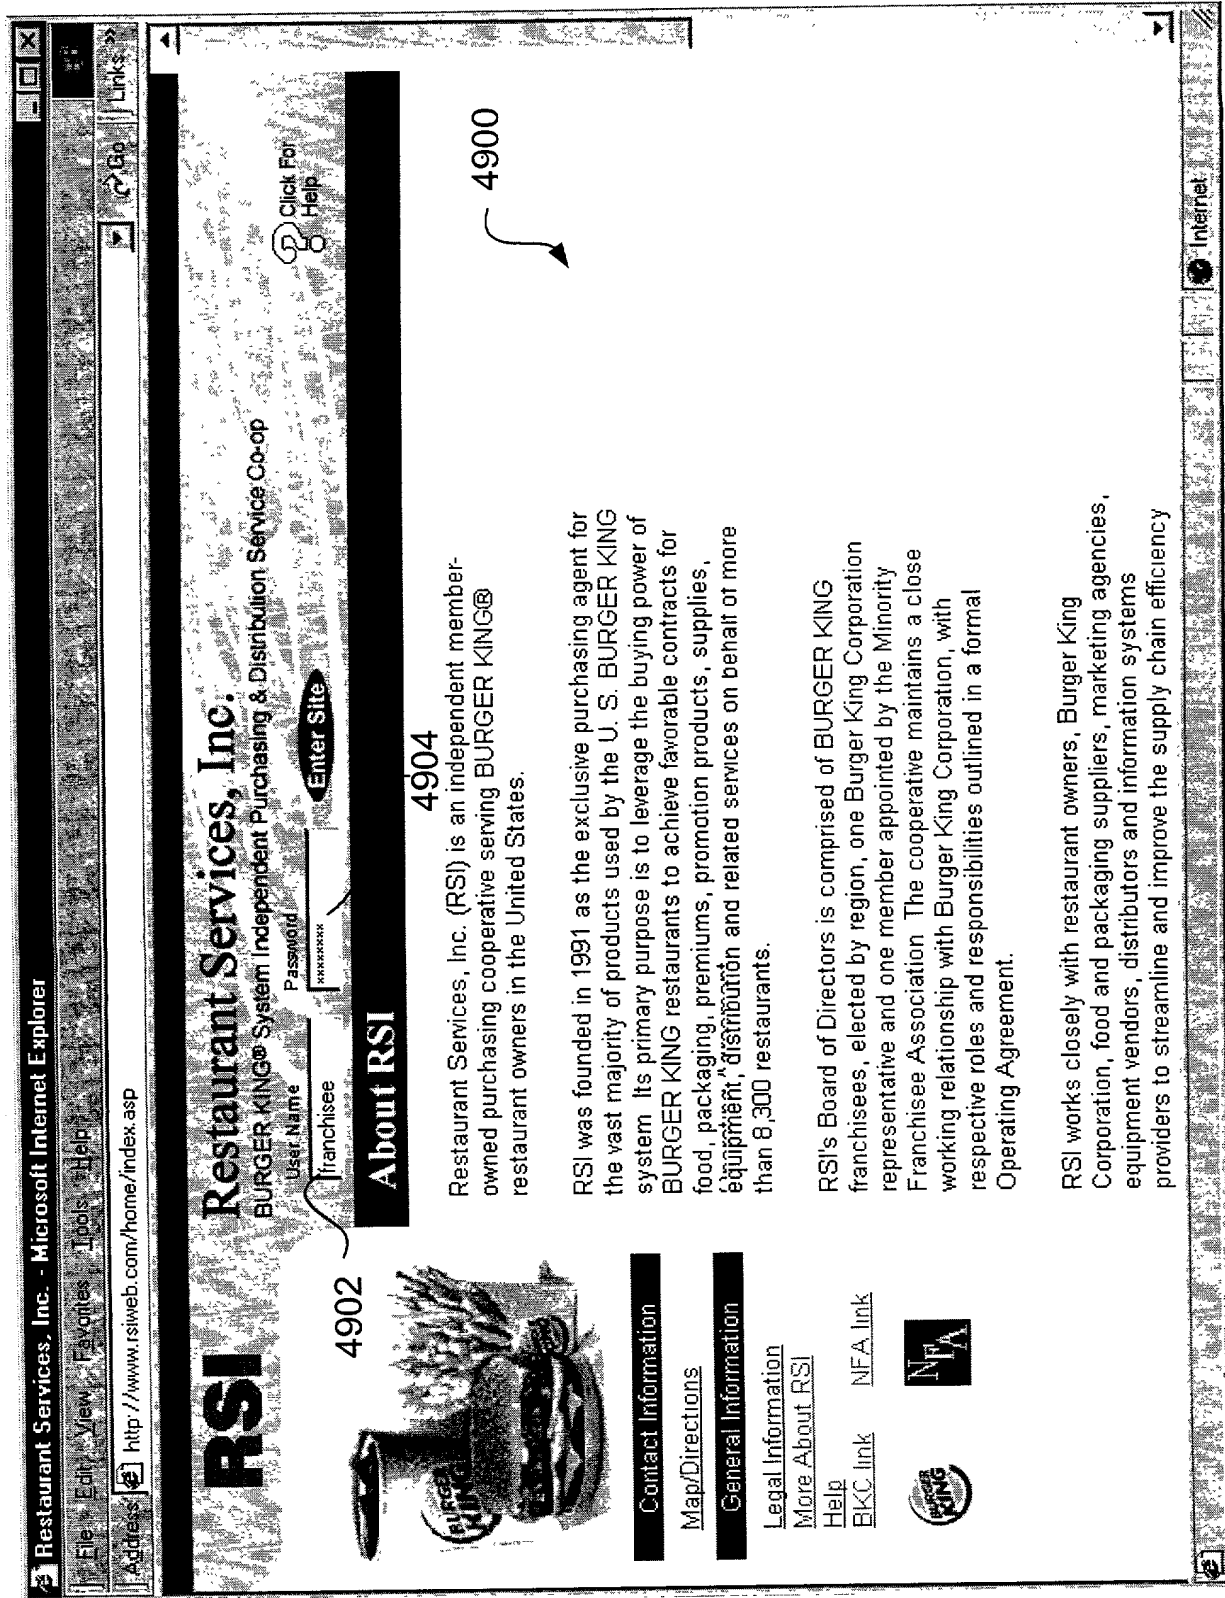 Restaurant Services, Inc. - Microsoft Internet Explorer
File Edit View Favorites Tools Help
Address http://www.rsiweb.com/home/index.asp Go Links »
RSI
Restaurant Services, Inc.
BURGER KING® System Independent Purchasing & Distribution Service Co-op
User Name Password
franchisee ******** Enter Site
Click For
Help
4902
4904
4900
About RSI
Restaurant Services, Inc. (RSI) is an independent member-
owned purchasing cooperative serving BURGER KING®
restaurant owners in the United States.
RSI was founded in 1991 as the exclusive purchasing agent for
the vast majority of products used by the U. S. BURGER KING
system Its primary purpose is to leverage the buying power of
BURGER KING restaurants to achieve favorable contracts for
food, packaging, premiums, promotion products, supplies,
equipment, distribution and related services on behalf of more
than 8,300 restaurants.
RSI's Board of Directors is comprised of BURGER KING
franchisees, elected by region, one Burger King Corporation
representative and one member appointed by the Minority
Franchisee Association The cooperative maintains a close
working relationship with Burger King Corporation, with
respective roles and responsibilities outlined in a formal
Operating Agreement.
RSI works closely with restaurant owners, Burger King
Corporation, food and packaging suppliers, marketing agencies,
equipment vendors, distributors and information systems
providers to streamline and improve the supply chain efficiency
BURGER
KING
Contact Information
Map/Directions
General Information
Legal Information
More About RSI
Help
BKC link NFA link
BURGER
KING
NFA
Internet